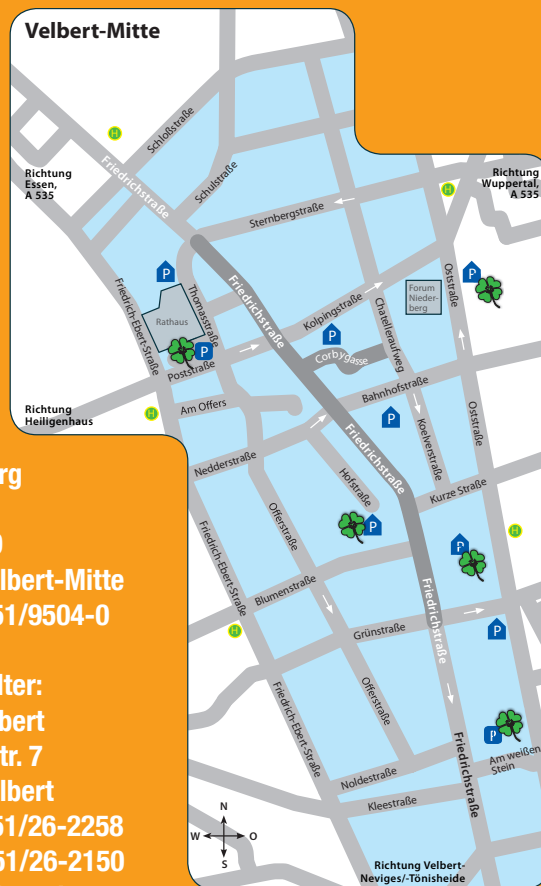 Velbert-Mitte
H
Schloßstraße
Richtung
Essen,
A 535
Friedrichstraße
Schulstraße
Richtung
Wuppertal,
A 535
H
Sternbergstraße
P
Friedrich-Ebert-Straße
Thomasstraße
Friedrichstraße
Rathaus
P
Poststraße
Kolpingstraße
P
Corbygasse
Chatelleraufweg
Forum
Nieder-
berg
Oststraße
P
Richtung
Heiligenhaus
H
Am Offers
Bahnhofstraße
P
Nedderstraße
Friedrichstraße
Koelverstraße
Oststraße
Hofstraße
P
Kurze Straße
H
Offerstraße
Friedrich-Ebert-Straße
Blumenstraße
H
P
Friedrichstraße
Grünstraße
P
Friedrich-Ebert-Straße
Offerstraße
P
Am weißen
Stein
Noldestraße
Friedrichstraße
Kleestraße
N
W O
S
Richtung Velbert-
Neviges/-Tönisheide
rg
)
elbert-Mitte
51/9504-0
lter:
bert
tr. 7
lbert
51/26-2258
51/26-2150